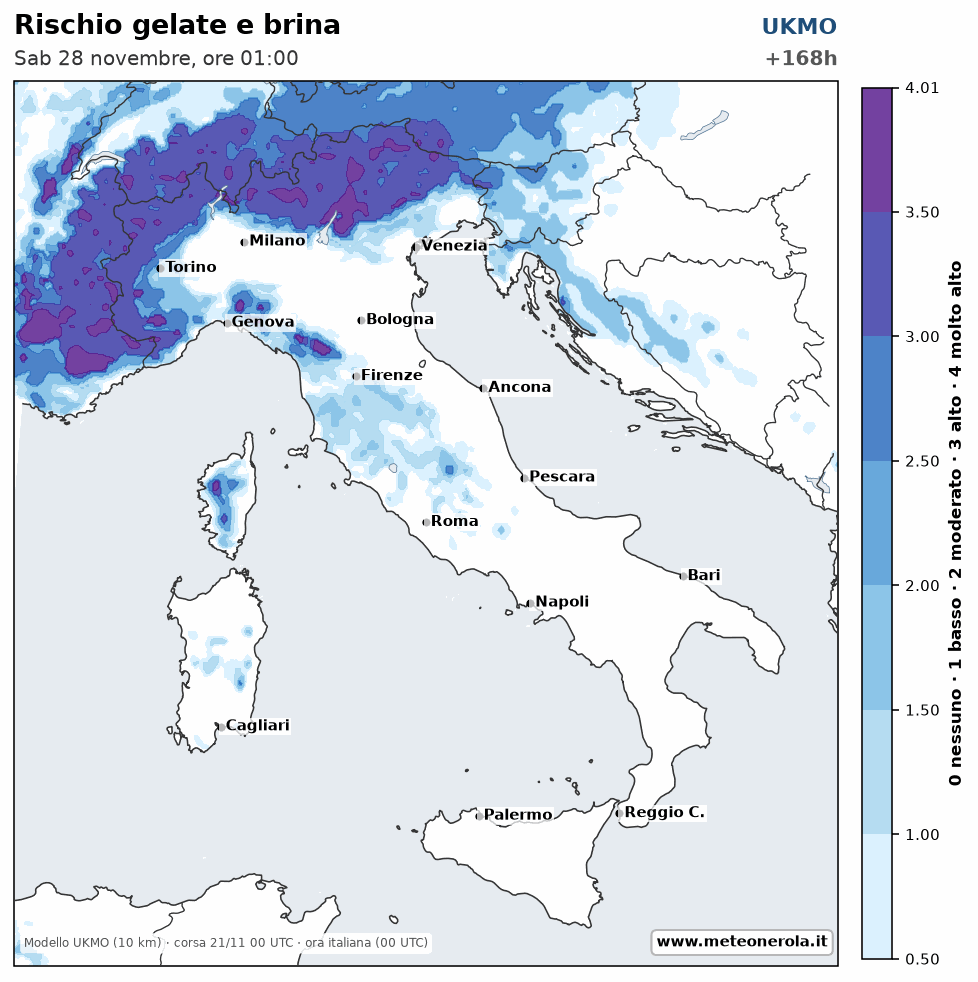 Rischio gelate e brina
UKMO
Sab 28 novembre, ore 01:00
+168h
4.01
3.50
3.00
2.50
2.00
1.50
1.00
0.50
0 nessuno · 1 basso · 2 moderato · 3 alto · 4 molto alto
Milano
Venezia
Torino
Genova
Bologna
Firenze
Ancona
Pescara
Roma
Bari
Napoli
Cagliari
Palermo
Reggio C.
Modello UKMO (10 km) · corsa 21/11 00 UTC · ora italiana (00 UTC)
www.meteonerola.it